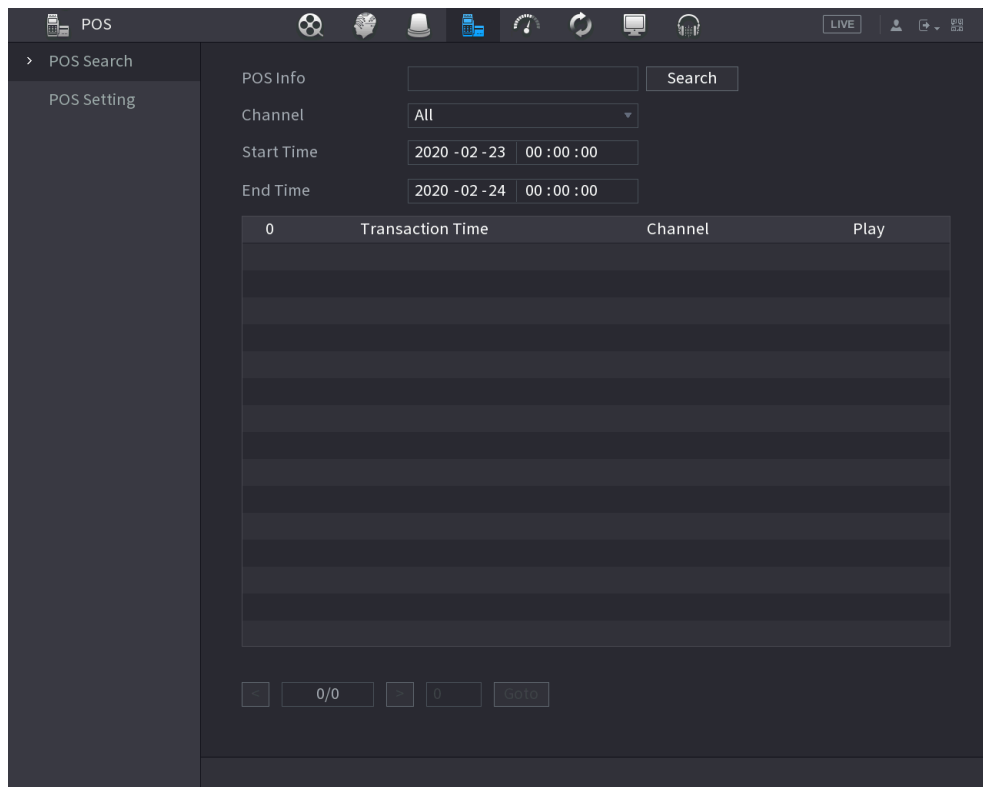 POS LIVE
> POS Search
POS Setting
POS Info Search
Channel All
Start Time 2020 -02 -23 00 :00 :00
End Time 2020 -02 -24 00 :00 :00
0 Transaction Time Channel Play
< 0/0 > 0 Goto